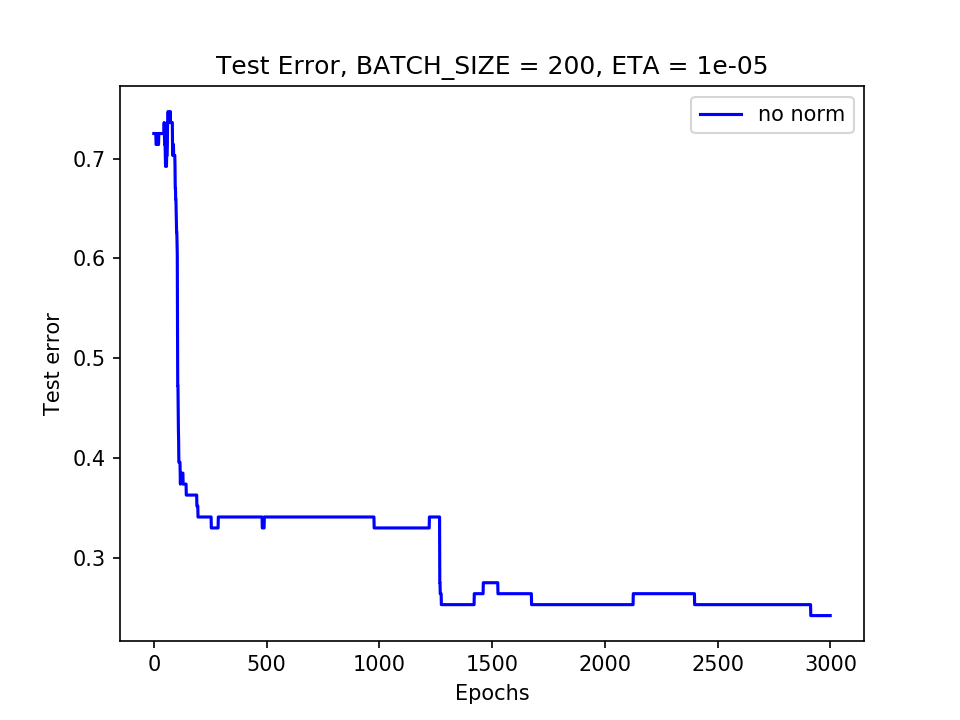 Test Error, BATCH_SIZE = 200, ETA = 1e-05
no norm
0.7
0.6
0.5
0.4
0.3
Test error
0 500 1000 1500 2000 2500 3000
Epochs